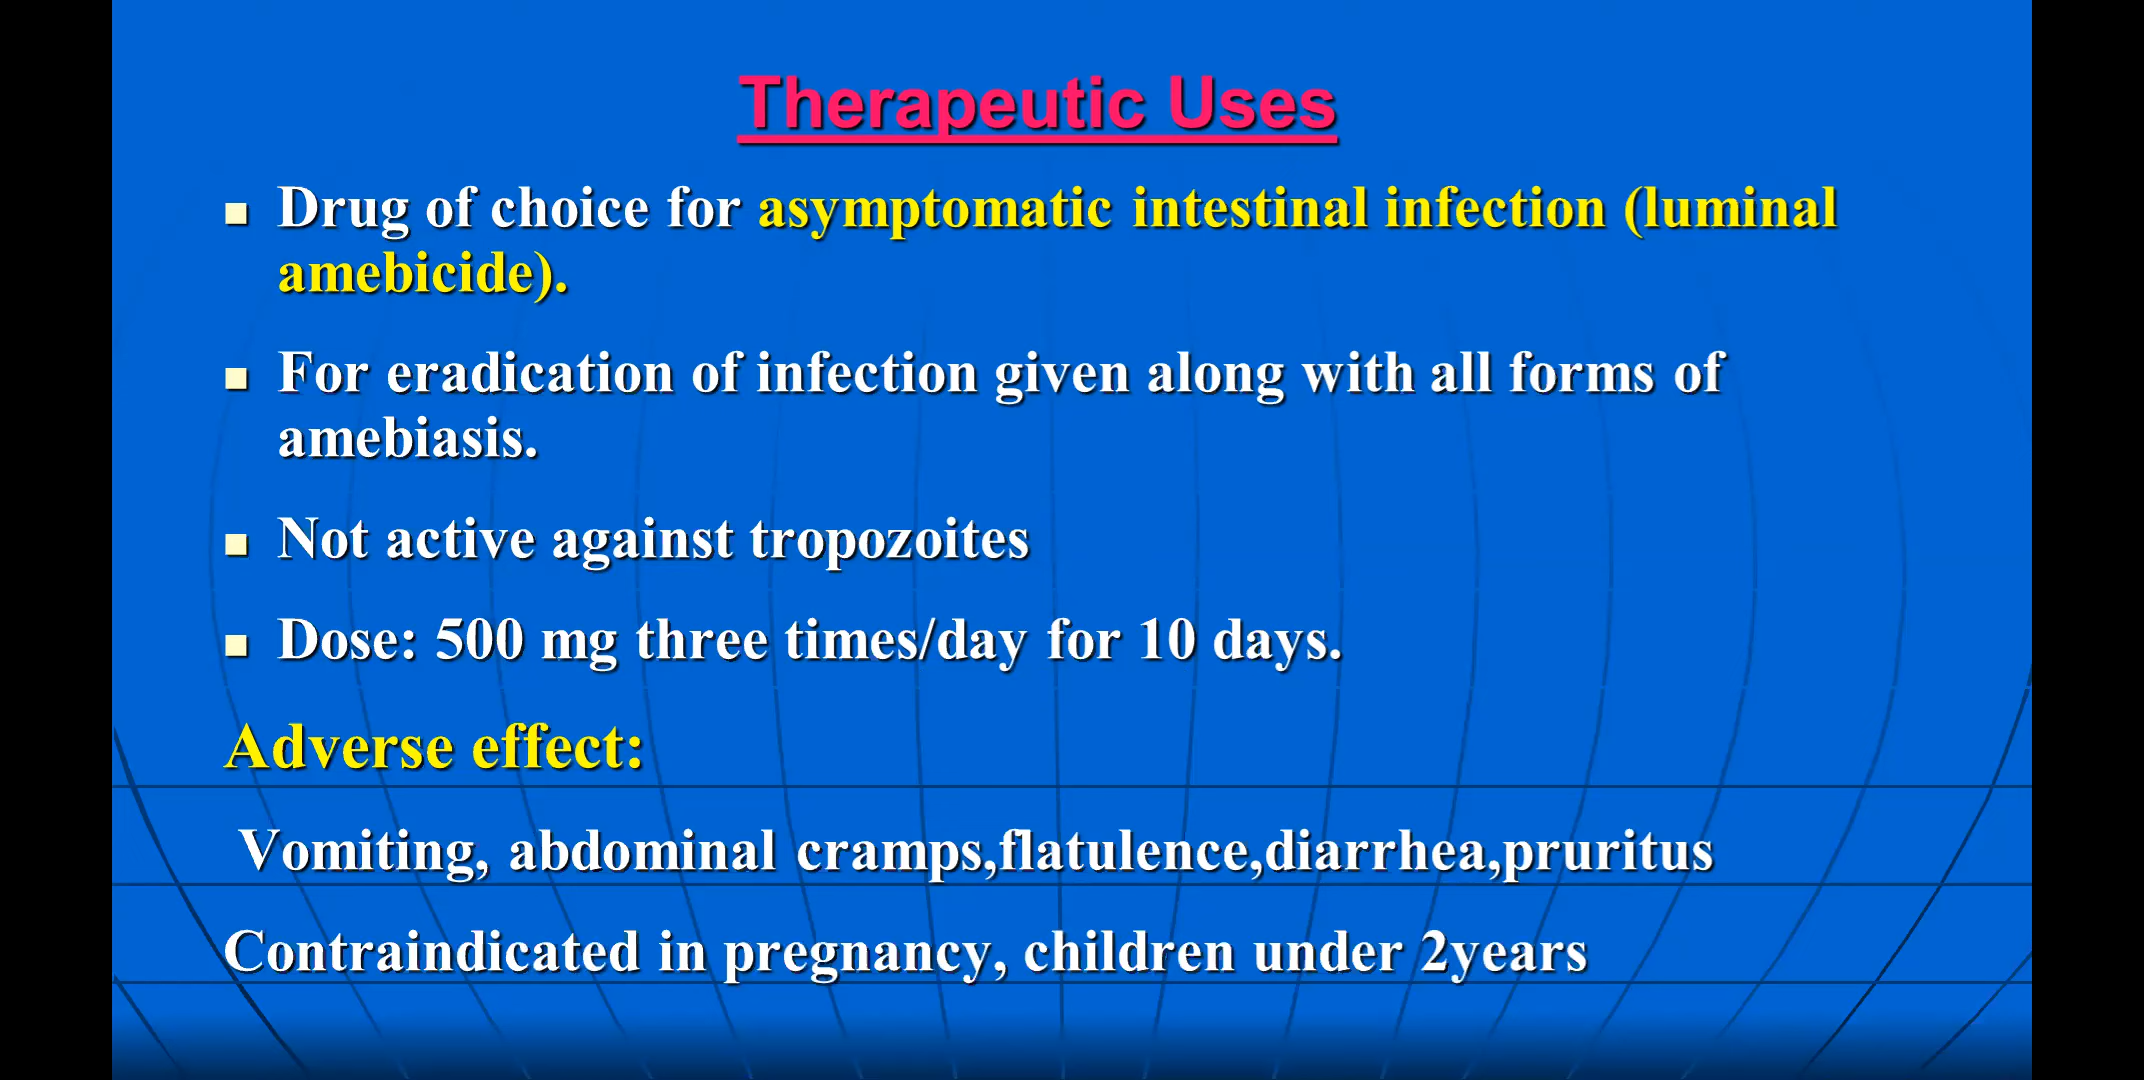 Therapeutic Uses
Drug of choice for asymptomatic intestinal infection (luminal
amebicide).
For eradication of infection given along with all forms of
amebiasis.
Not active against tropozoites
Dose: 500 mg three times/day for 10 days.
Adverse effect:
Vomiting, abdominal cramps,flatulence,diarrhea,pruritus
Contraindicated in pregnancy, children under 2years